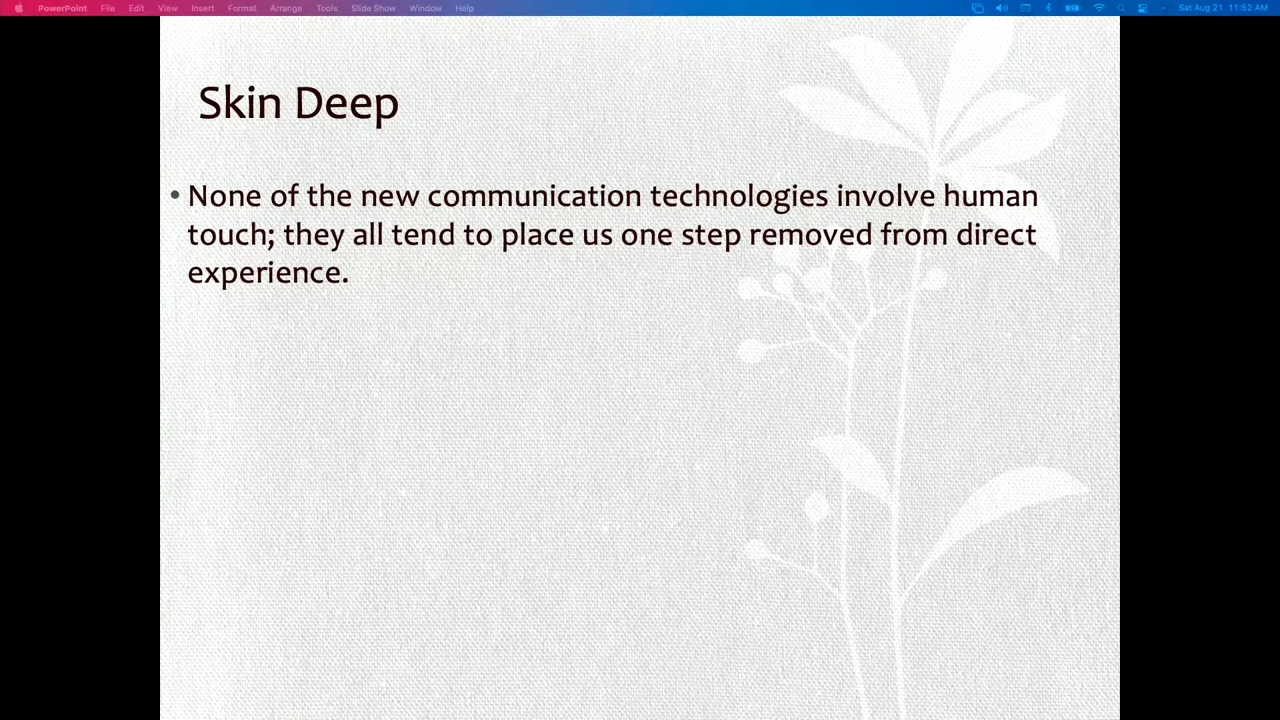 PowerPoint File Edit View Insert Format Arrange Tools Slide Show Window Help Sat Aug 21 11:52 AM
Skin Deep
• None of the new communication technologies involve human
touch; they all tend to place us one step removed from direct
experience.